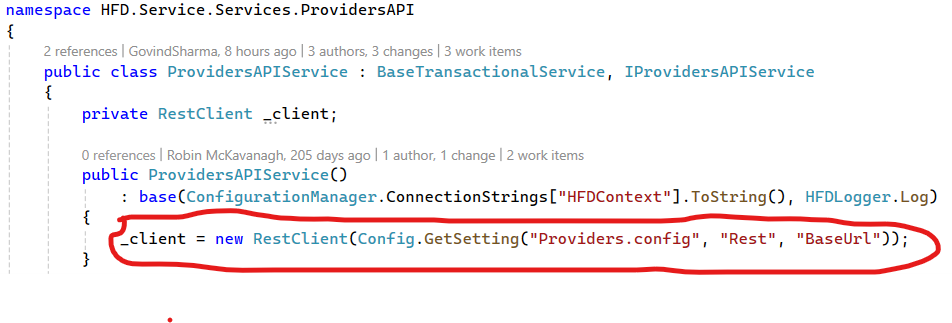 namespace HFD.Service.Services.ProvidersAPI
{
2 references | GovindSharma, 8 hours ago | 3 authors, 3 changes | 3 work items
public class ProvidersAPIService : BaseTransactionalService, IProvidersAPIService
{
private RestClient _client;
0 references | Robin McKavanagh, 205 days ago | 1 author, 1 change | 2 work items
public ProvidersAPIService()
: base(ConfigurationManager.ConnectionStrings["HFDContext"].ToString(), HFDLogger.Log)
{
_client = new RestClient(Config.GetSetting("Providers.config", "Rest", "BaseUrl"));
}